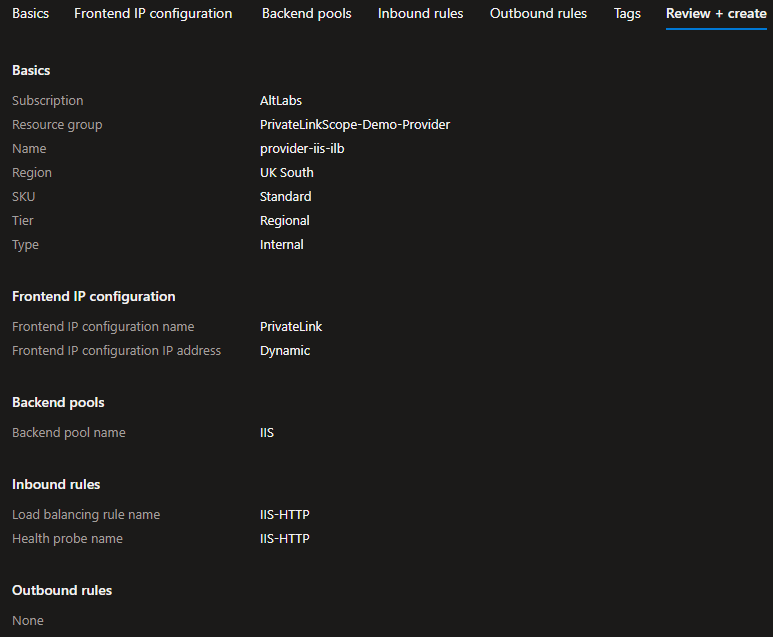 Basics Frontend IP configuration Backend pools Inbound rules Outbound rules Tags Review + create
Basics
Subscription AltLabs
Resource group PrivateLinkScope-Demo-Provider
Name provider-iis-ilb
Region UK South
SKU Standard
Tier Regional
Type Internal
Frontend IP configuration
Frontend IP configuration name PrivateLink
Frontend IP configuration IP address Dynamic
Backend pools
Backend pool name IIS
Inbound rules
Load balancing rule name IIS-HTTP
Health probe name IIS-HTTP
Outbound rules
None